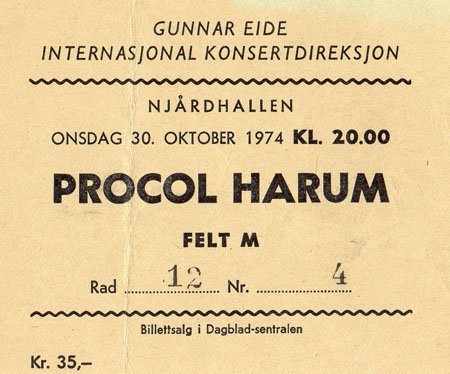 GUNNAR EIDE
INTERNASJONAL KONSERTDIREKSJON
NJÅRDHALLEN
ONSDAG 30. OKTOBER 1974 KL. 20.00
PROCOL HARUM
FELT M
Rad 12 Nr. 4
Billettsalg i Dagblad-sentralen
Kr. 35,–